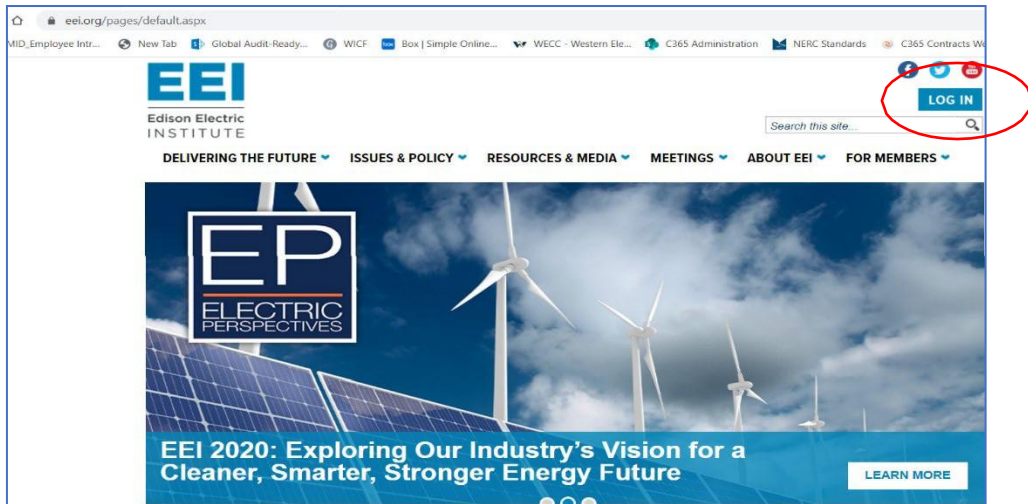 eei.org/pages/default.aspx
MID_Employee Intr... New Tab Global Audit-Ready... WICF Box | Simple Online... WECC - Western Ele... C365 Administration NERC Standards C365 Contracts We
EEI
Edison Electric
INSTITUTE
LOG IN
Search this site...
DELIVERING THE FUTURE ISSUES & POLICY RESOURCES & MEDIA MEETINGS ABOUT EEI FOR MEMBERS
EP
ELECTRIC
PERSPECTIVES
EEI 2020: Exploring Our Industry's Vision for a
Cleaner, Smarter, Stronger Energy Future
LEARN MORE